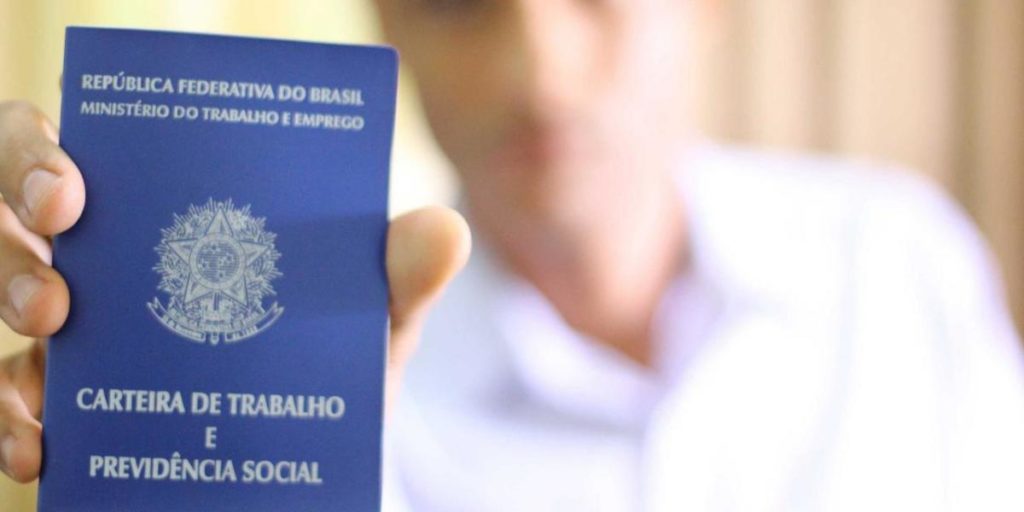 REPÚBLICA FEDERATIVA DO BRASIL
MINISTÉRIO DO TRABALHO E EMPREGO
CARTEIRA DE TRABALHO
E
PREVIDÊNCIA SOCIAL